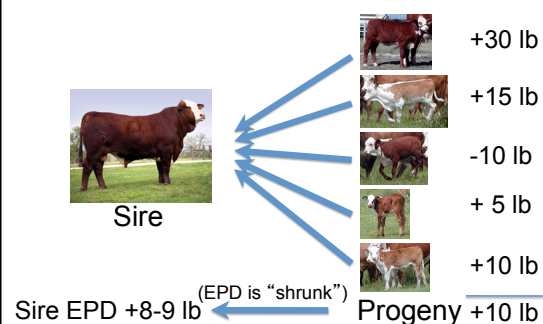 +30 lb
+15 lb
-10 lb
Sire
+ 5 lb
+10 lb
(EPD is “shrunk”)
Sire EPD +8-9 lb
Progeny +10 lb